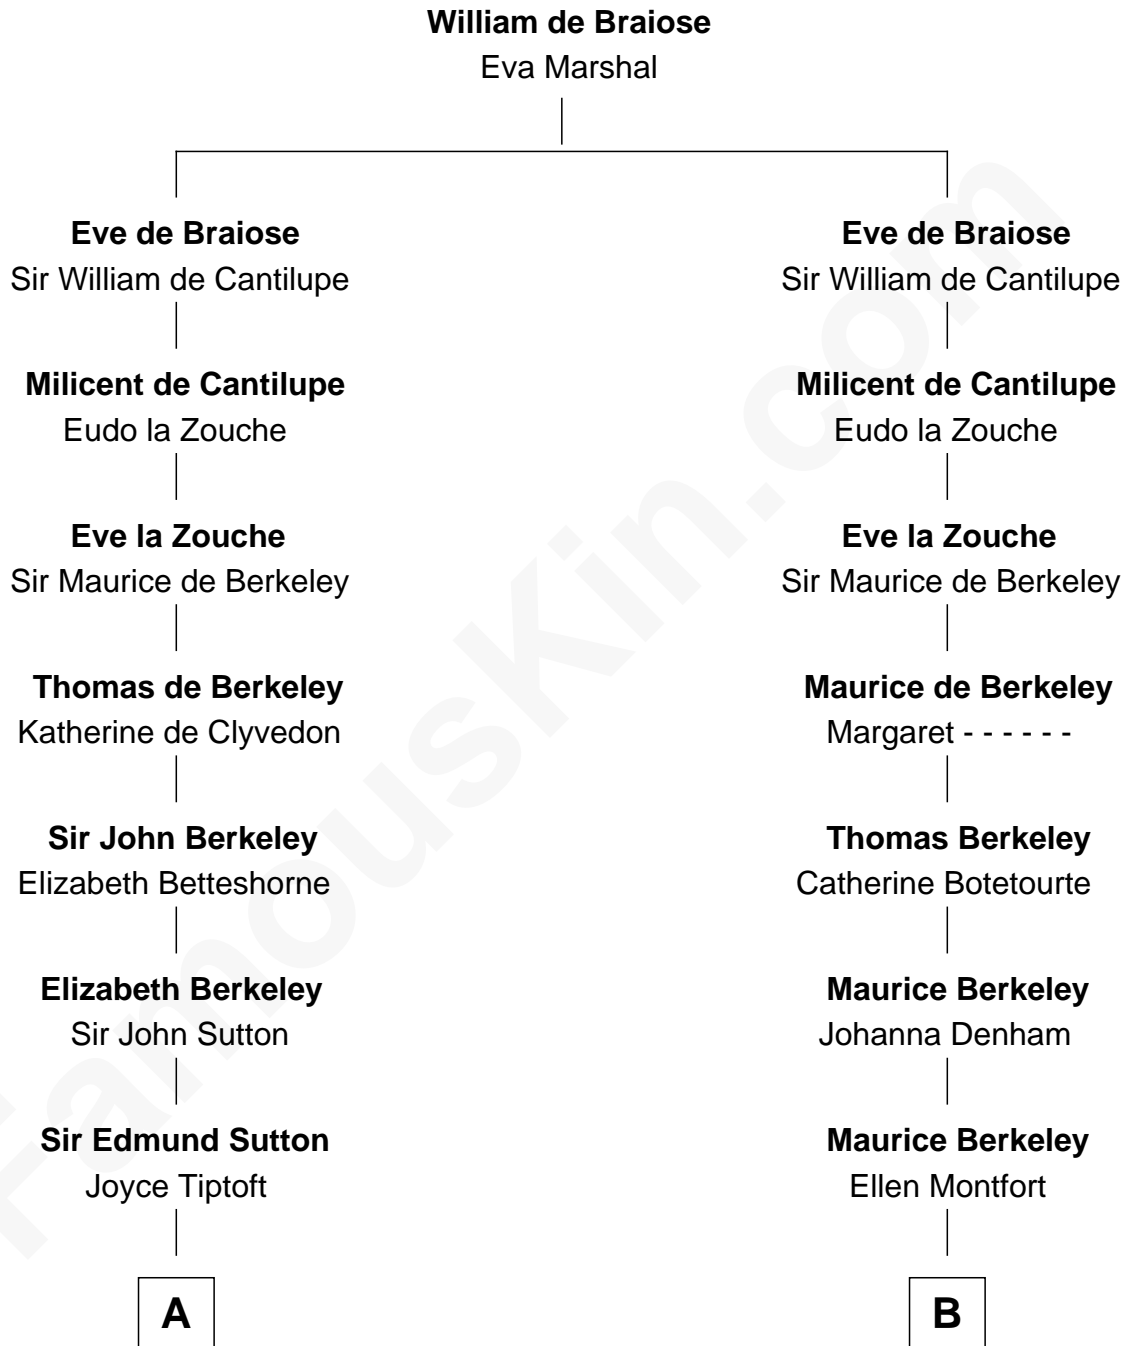 William de Braiose
Eva Marshal
Eve de Braiose
Sir William de Cantilupe
Milicent de Cantilupe
Eudo la Zouche
Eve la Zouche
Sir Maurice de Berkeley
Thomas de Berkeley
Katherine de Clyvedon
Sir John Berkeley
Elizabeth Betteshorne
Elizabeth Berkeley
Sir John Sutton
Sir Edmund Sutton
Joyce Tiptoft
A
Eve de Braiose
Sir William de Cantilupe
Milicent de Cantilupe
Eudo la Zouche
Eve la Zouche
Sir Maurice de Berkeley
Maurice de Berkeley
Margaret - - - - - -
Thomas Berkeley
Catherine Botetourte
Maurice Berkeley
Johanna Denham
Maurice Berkeley
Ellen Montfort
B
FamousKin.com